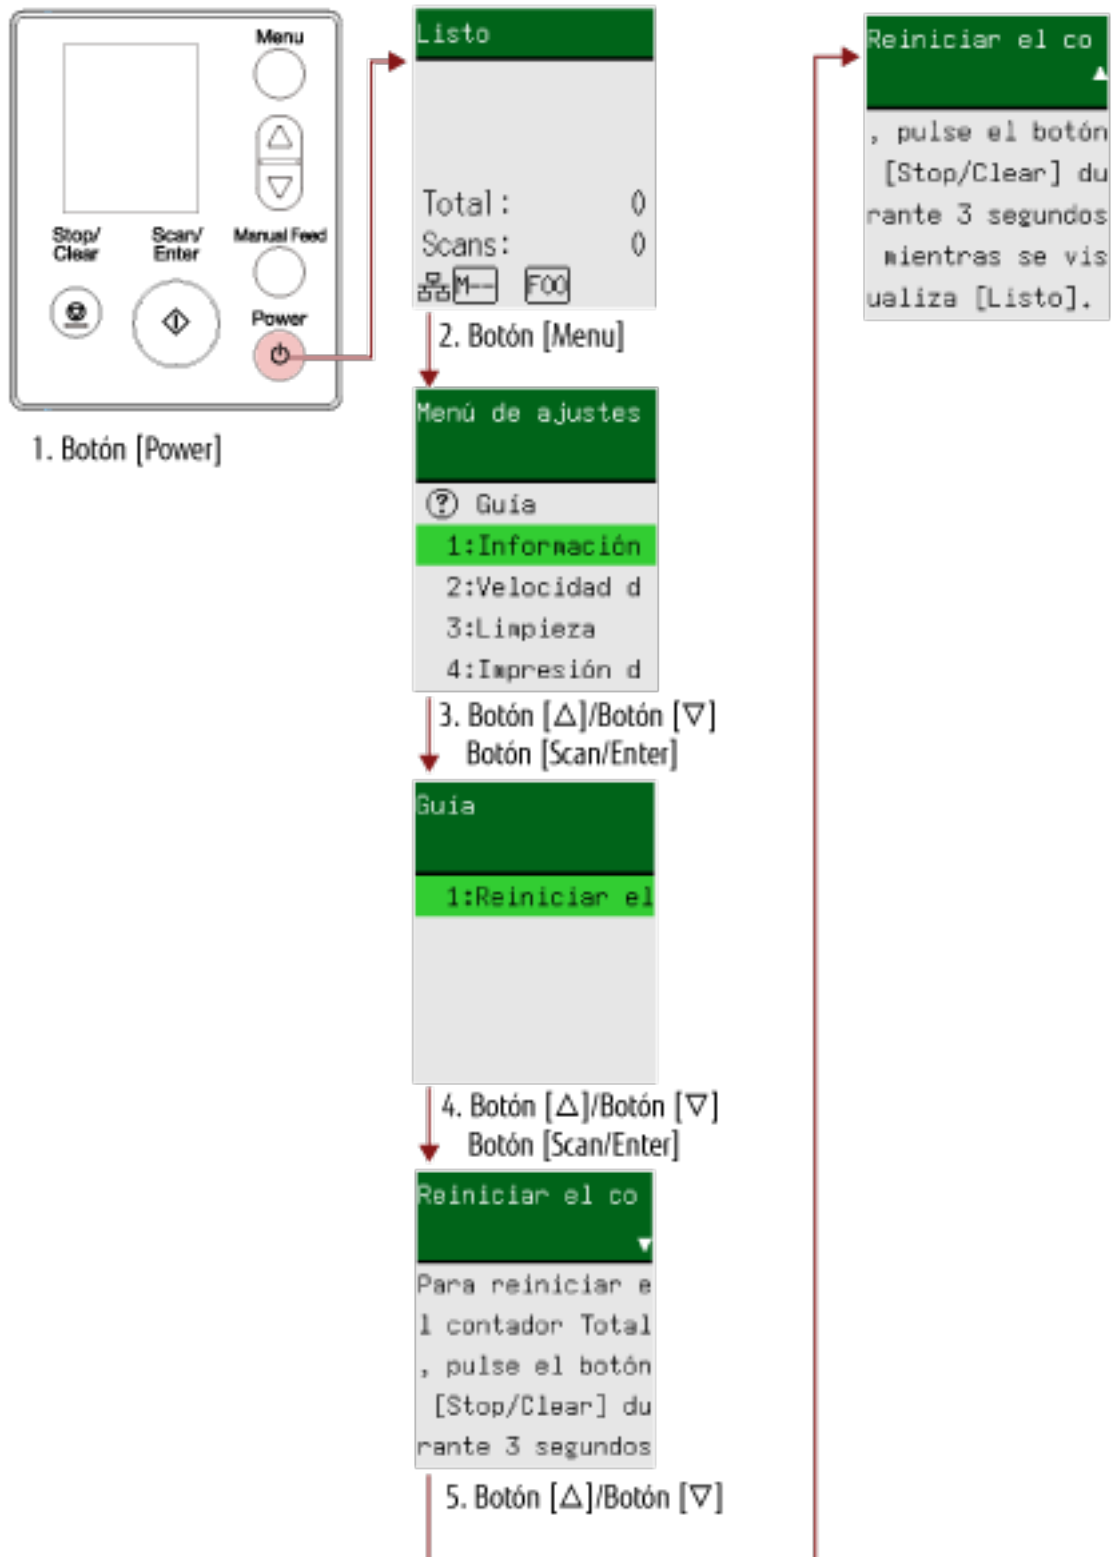 Menu
Stop/
Clear
Scan/
Enter
Manual Feed
Power
1. Botón [Power]
Listo
Total: 0
Scans: 0
M-- F00
2. Botón [Menu]
Menú de ajustes
? Guía
1:Información
2:Velocidad d
3:Limpieza
4:Impresión d
3. Botón [△]/Botón [▽]
Botón [Scan/Enter]
Guía
1:Reiniciar el
4. Botón [△]/Botón [▽]
Botón [Scan/Enter]
Reiniciar el co
▼
Para reiniciar e
l contador Total
, pulse el botón
[Stop/Clear] du
rante 3 segundos
5. Botón [△]/Botón [▽]
Reiniciar el co
▲
, pulse el botón
[Stop/Clear] du
rante 3 segundos
mientras se vis
ualiza [Listo].